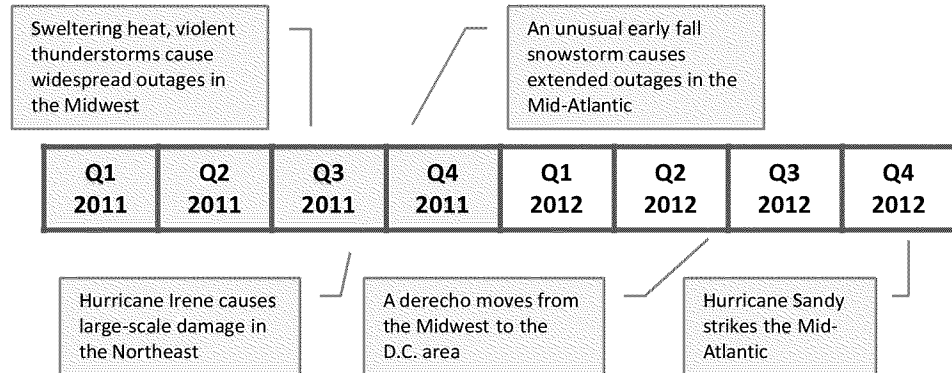 Sweltering heat, violent
thunderstorms cause
widespread outages in
the Midwest
An unusual early fall
snowstorm causes
extended outages in the
Mid-Atlantic
Q1 Q2 Q3 Q4 Q1 Q2 Q3 Q4
2011 2011 2011 2011 2012 2012 2012 2012
Hurricane Irene causes
large-scale damage in
the Northeast
A derecho moves from
the Midwest to the
D.C. area
Hurricane Sandy
strikes the Mid-
Atlantic